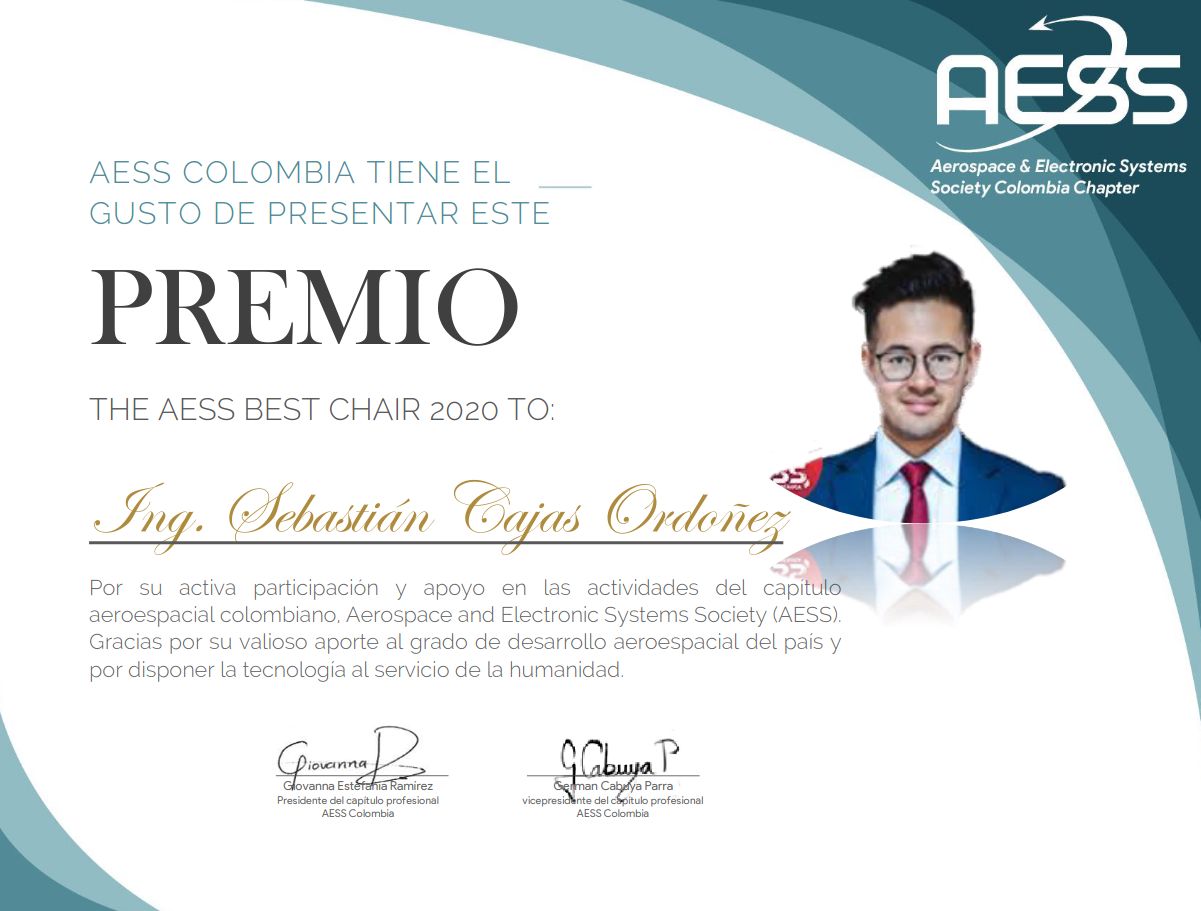 AESS
Aerospace & Electronic Systems
Society Colombia Chapter
AESS COLOMBIA TIENE EL
GUSTO DE PRESENTAR ESTE
PREMIO
THE AESS BEST CHAIR 2020 TO:
Ing. Sebastián Cajas Ordoñez
Por su activa participación y apoyo en las actividades del capítulo
aeroespacial colombiano, Aerospace and Electronic Systems Society (AESS).
Gracias por su valioso aporte al grado de desarrollo aeroespacial del país y
por disponer la tecnología al servicio de la humanidad.
Giovanna
G Cabuya P
Giovanna Estefania Ramirez
German Cabuya Parra
Presidente del capítulo profesional
vicepresidente del capitulo profesional
AESS Colombia
AESS Colombia